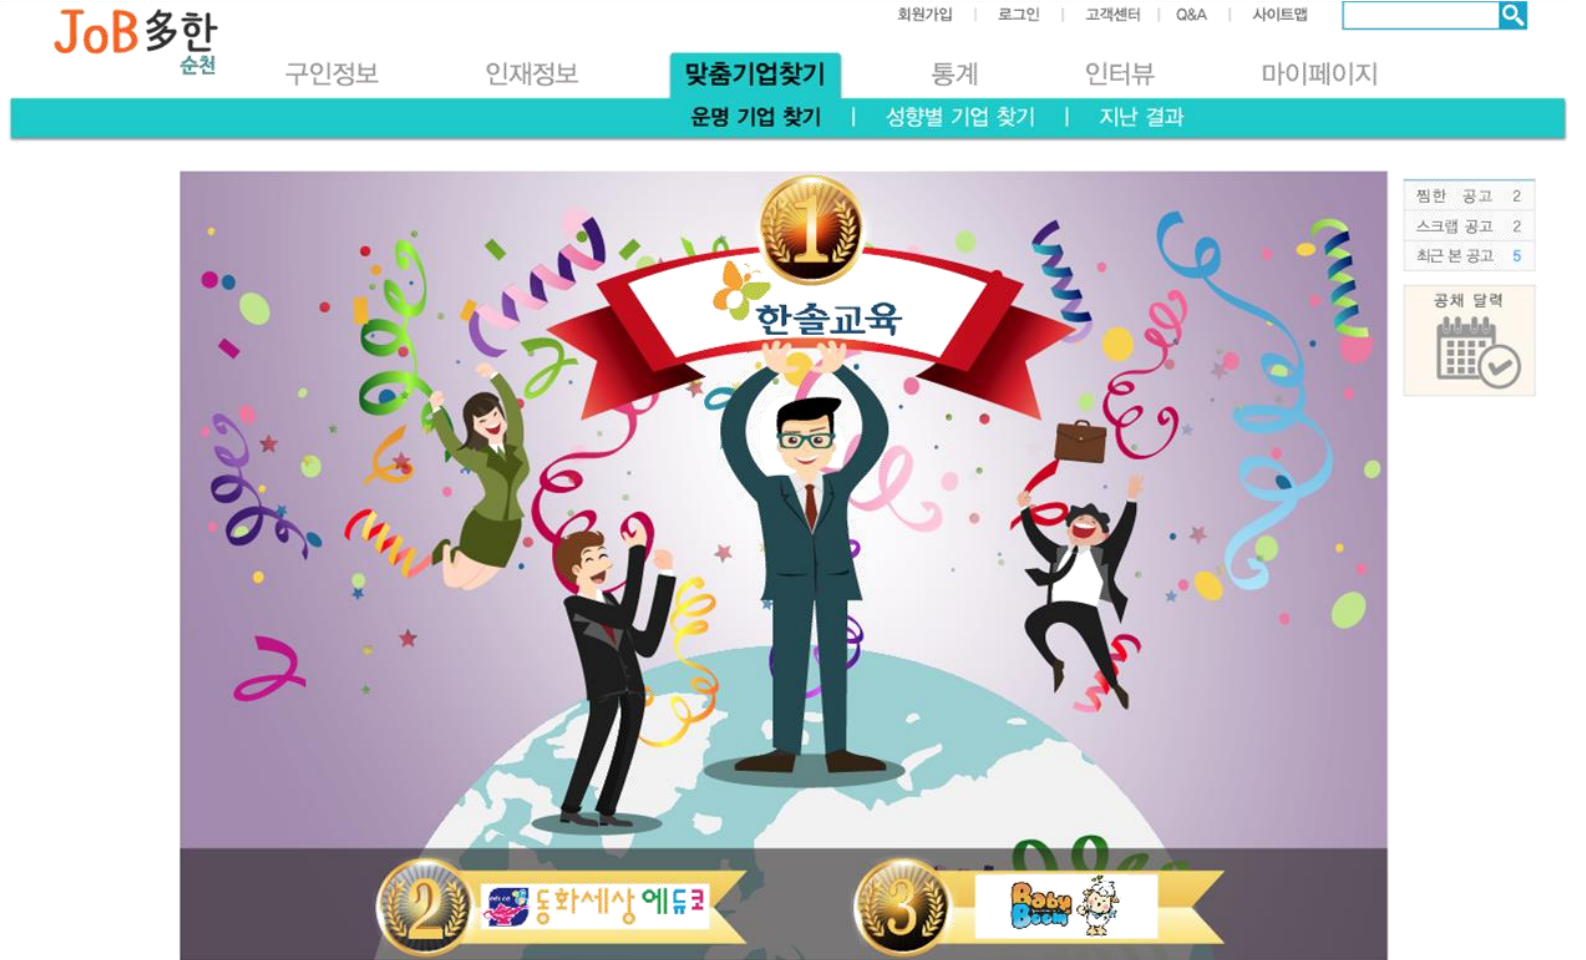 JoB多한
순천
회원가입 | 로그인 | 고객센터 | Q&A | 사이트맵
구인정보 인재정보 맞춤기업찾기 통계 인터뷰 마이페이지
운명 기업 찾기 | 성향별 기업 찾기 | 지난 결과
찜한 공고 2
스크랩 공고 2
최근 본 공고 5
공채 달력
1
한솔교육
2 동화세상에듀코
3 Baby Boom